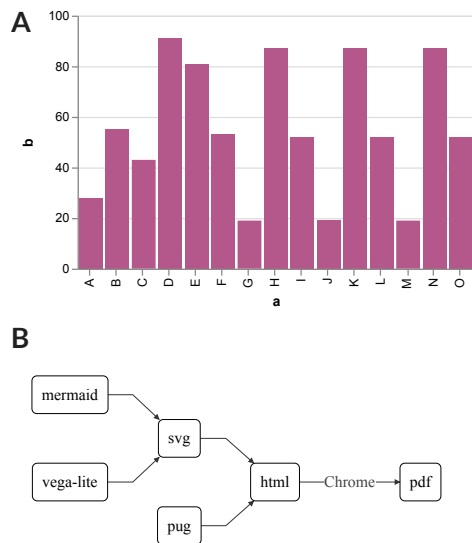 A
100
80
60
40
20
0
b
A B C D E F G H I J K L M N O
a
B
mermaid
svg
vega-lite
html
Chrome
pdf
pug